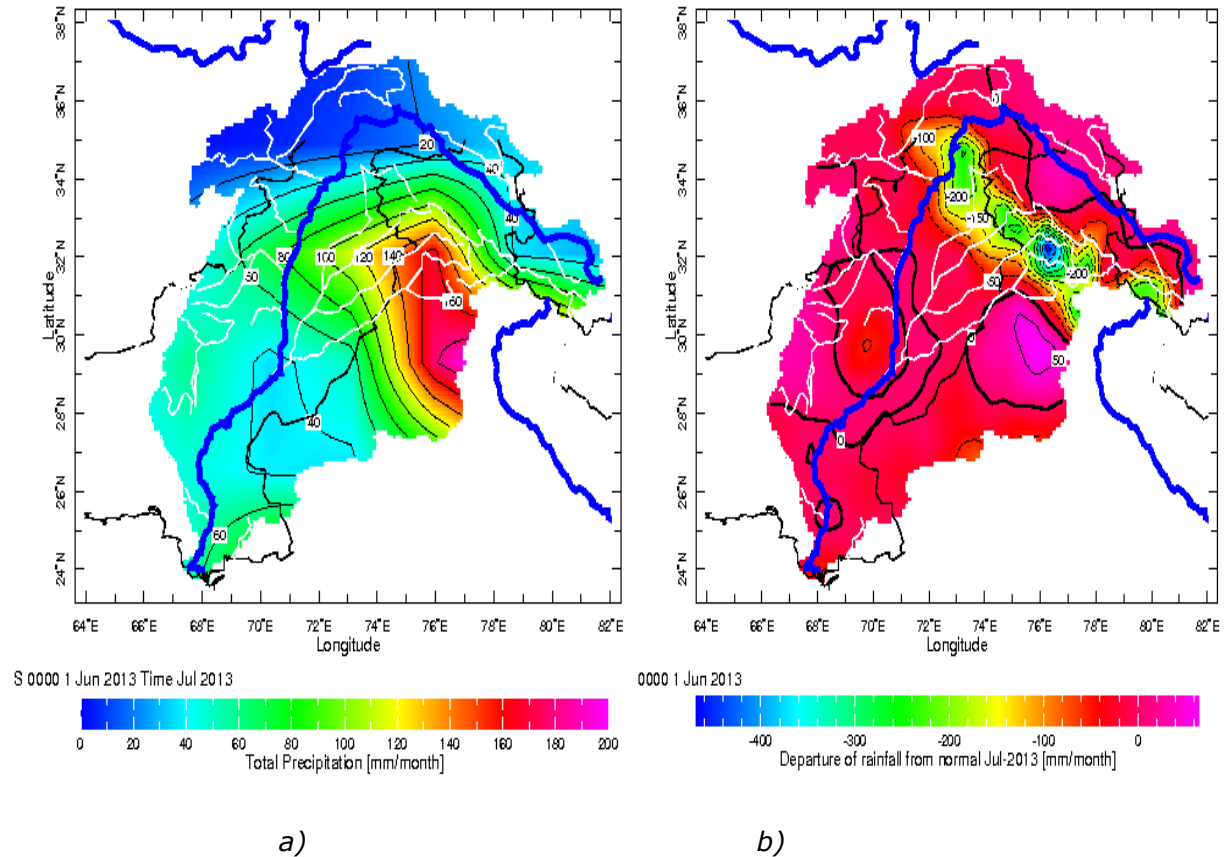 38°N
36°N
34°N
32°N
30°N
28°N
26°N
24°N
Latitude
20
40
40
80
100
120
140
60
40
60
64°E 66°E 68°E 70°E 72°E 74°E 76°E 78°E 80°E 82°E
Longitude
S 0000 1 Jun 2013 Time Jul 2013
0 20 40 60 80 100 120 140 160 180 200
Total Precipitation [mm/month]
a)
38°N
36°N
34°N
32°N
30°N
28°N
26°N
24°N
Latitude
0
-100
-200
-150
-200
-50
0
50
0
64°E 66°E 68°E 70°E 72°E 74°E 76°E 78°E 80°E 82°E
Longitude
0000 1 Jun 2013
-400 -300 -200 -100 0
Departure of rainfall from normal Jul-2013 [mm/month]
b)